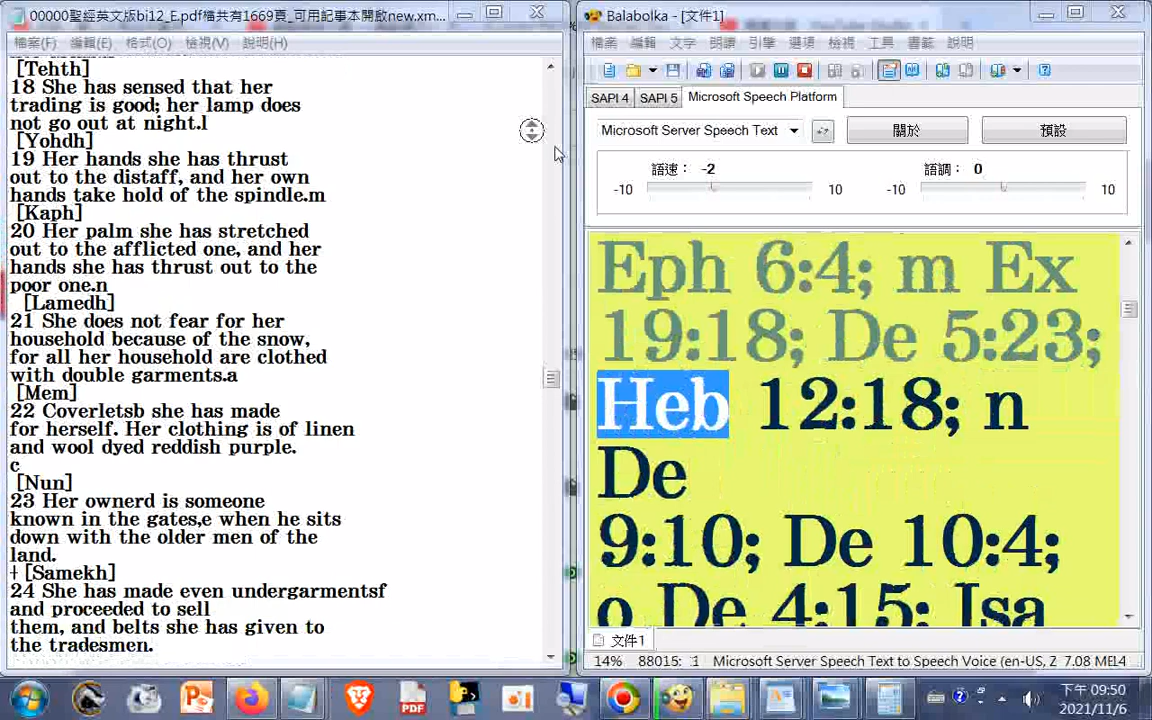 00000聖經英文版bi12_E.pdf檔共有1669頁_可用記事本開啟new.xm...
檔案(F) 編輯(E) 格式(O) 檢視(V) 說明(H)
[Tehth]
18 She has sensed that her
trading is good; her lamp does
not go out at night.l
[Yohdh]
19 Her hands she has thrust
out to the distaff, and her own
hands take hold of the spindle.m
[Kaph]
20 Her palm she has stretched
out to the afflicted one, and her
hands she has thrust out to the
poor one.n
[Lamedh]
21 She does not fear for her
household because of the snow,
for all her household are clothed
with double garments.a
[Mem]
22 Coverletsb she has made
for herself. Her clothing is of linen
and wool dyed reddish purple.
c
[Nun]
23 Her ownerd is someone
known in the gates,e when he sits
down with the older men of the
land.
ǂ [Samekh]
24 She has made even undergarmentsf
and proceeded to sell
them, and belts she has given to
the tradesmen.
Balabolka - [文件1]
檔案 編輯 文字 朗讀 引擎 選項 檢視 工具 書籤 說明
SAPI 4 SAPI 5 Microsoft Speech Platform
Microsoft Server Speech Text 關於 預設
語速： -2 語調： 0
-10 10 -10 10
Eph 6:4; m Ex
19:18; De 5:23;
Heb 12:18; n
De
9:10; De 10:4;
o De 4:15; Isa
文件1
14% 88015: 1 Microsoft Server Speech Text to Speech Voice (en-US, Z 7.08 ME
下午 09:50
2021/11/6